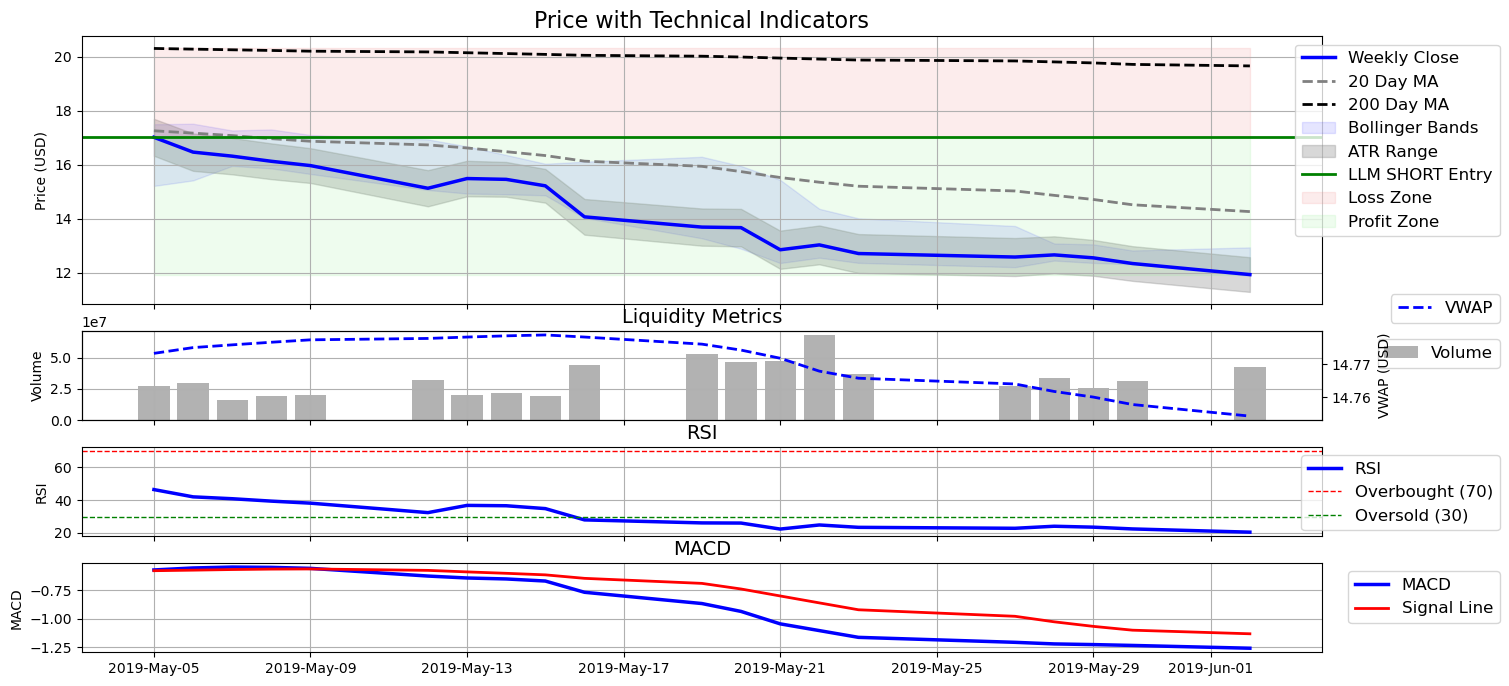 Price with Technical Indicators
Price (USD)
20
18
16
14
12
Weekly Close
20 Day MA
200 Day MA
Bollinger Bands
ATR Range
LLM SHORT Entry
Loss Zone
Profit Zone
Liquidity Metrics
1e7
Volume
5.0
2.5
0.0
14.77
14.76
VWAP (USD)
VWAP
Volume
RSI
RSI
60
40
20
RSI
Overbought (70)
Oversold (30)
MACD
MACD
−0.75
−1.00
−1.25
MACD
Signal Line
2019-May-05 2019-May-09 2019-May-13 2019-May-17 2019-May-21 2019-May-25 2019-May-29 2019-Jun-01